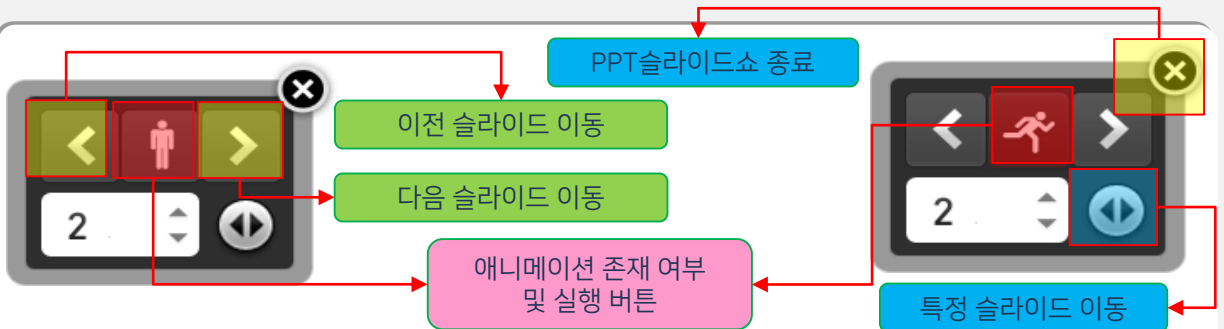 PPT슬라이드쇼 종료
이전 슬라이드 이동
다음 슬라이드 이동
2
2
애니메이션 존재 여부
및 실행 버튼
특정 슬라이드 이동